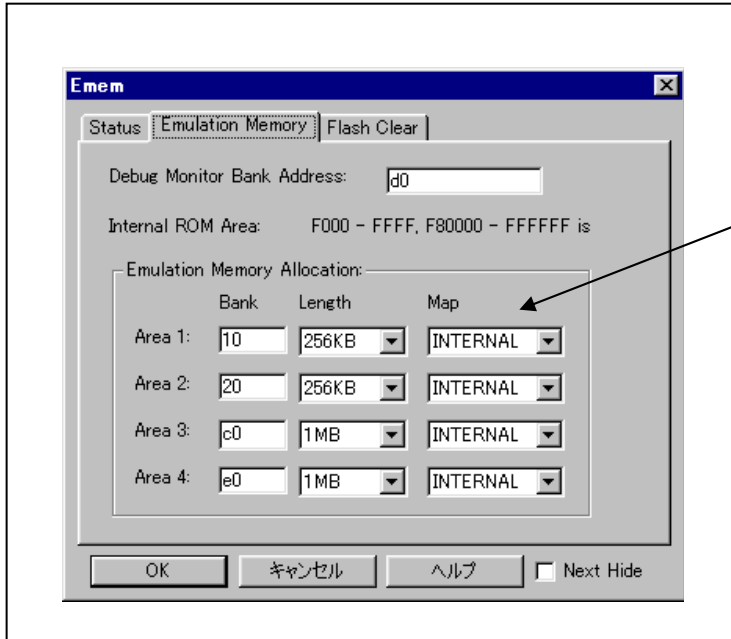 Emem
Status Emulation Memory Flash Clear
Debug Monitor Bank Address: d0
Internal ROM Area: F000 - FFFF, F80000 - FFFFFF is
Emulation Memory Allocation:
Bank Length Map
Area 1: 10 256KB INTERNAL
Area 2: 20 256KB INTERNAL
Area 3: c0 1MB INTERNAL
Area 4: e0 1MB INTERNAL
OK キャンセル ヘルプ Next Hide